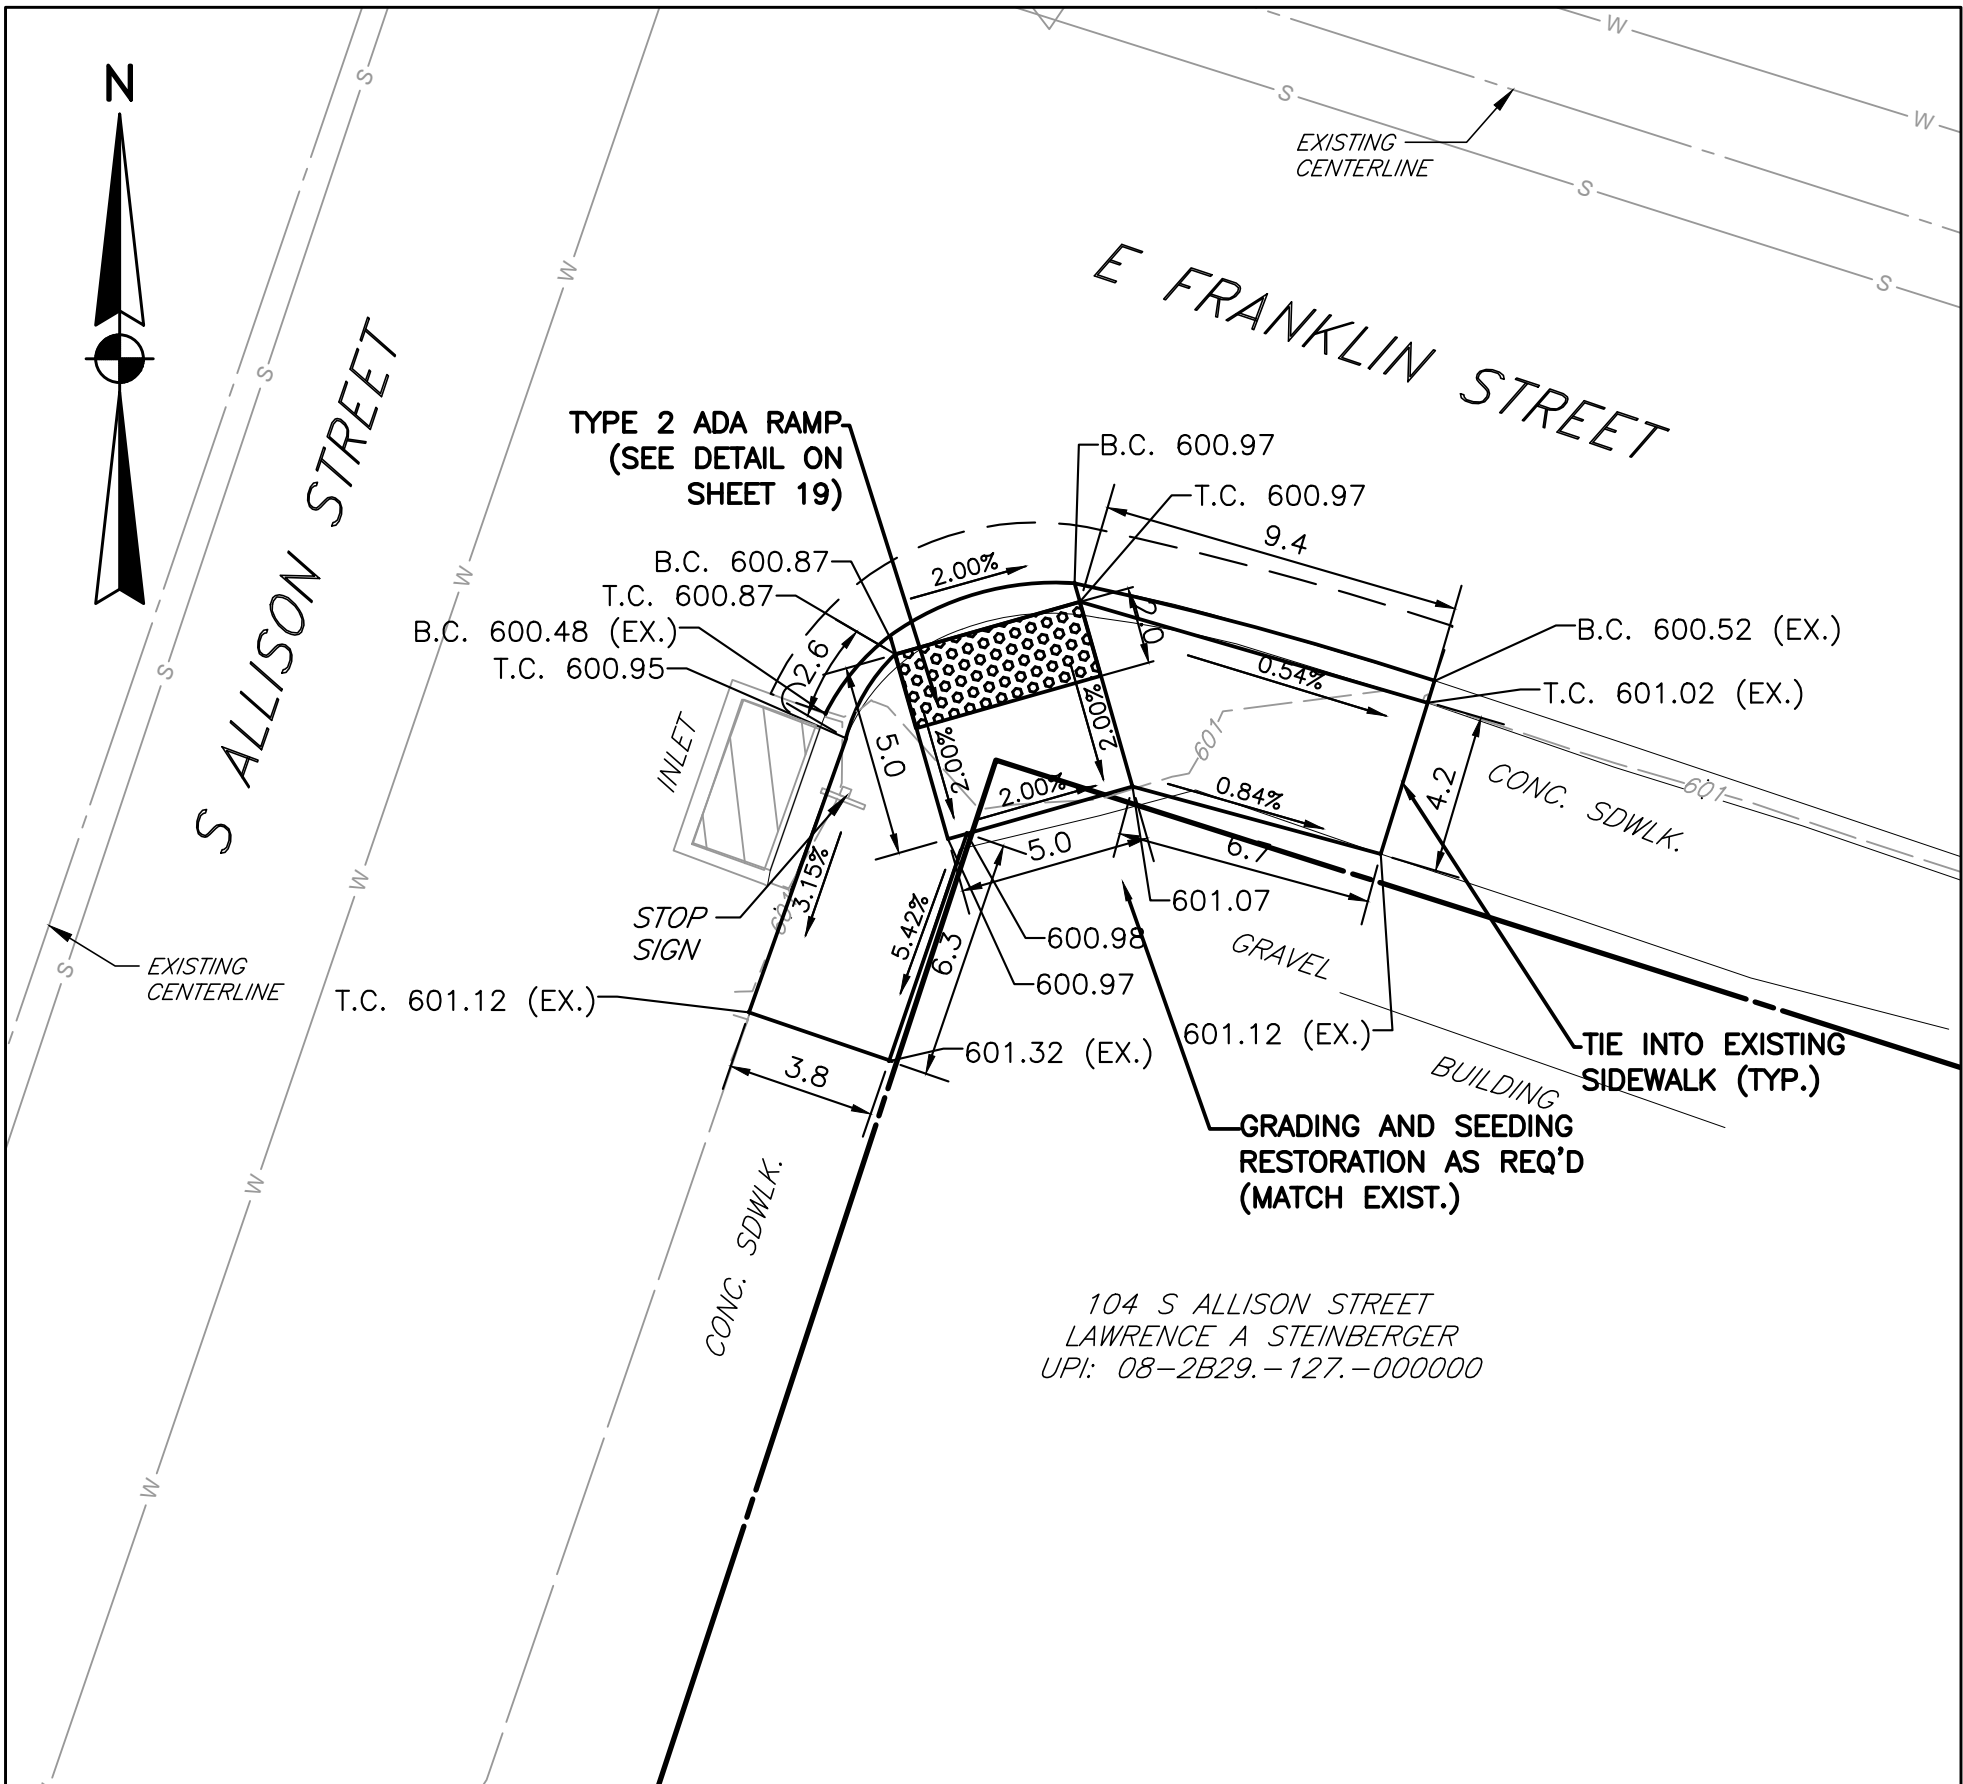 N
S
S
S
S
W
W
W
W
W
W
W
W
S
S
S
EXISTING
CENTERLINE
E FRANKLIN STREET
S ALLISON STREET
TYPE 2 ADA RAMP
(SEE DETAIL ON
SHEET 19)
B.C. 600.97
T.C. 600.97
9.4
B.C. 600.87
T.C. 600.87
B.C. 600.48 (EX.)
T.C. 600.95
2.00%
2.0
2.6
B.C. 600.52 (EX.)
T.C. 601.02 (EX.)
0.54%
INLET
5.0
2.00%
2.00%
2.00%
601
0.84%
4.2
CONC. SDWLK.
601
3.15%
601
STOP
SIGN
5.0
6.7
601.07
5.42%
6.3
600.98
600.97
GRAVEL
EXISTING
CENTERLINE
T.C. 601.12 (EX.)
601.32 (EX.)
601.12 (EX.)
3.8
BUILDING
TIE INTO EXISTING
SIDEWALK (TYP.)
GRADING AND SEEDING
RESTORATION AS REQ'D
(MATCH EXIST.)
CONC. SDWLK.
104 S ALLISON STREET
LAWRENCE A STEINBERGER
UPI: 08-2B29.-127.-000000